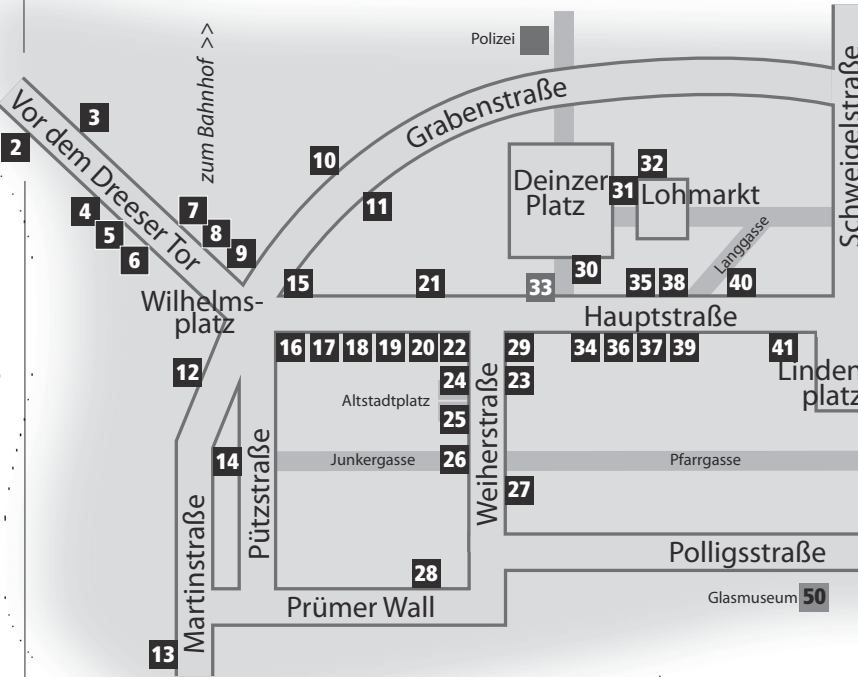 Polizei
zum Bahnhof >>
Schweigelstraße
Grabenstraße
Vor dem Dreeser Tor
3
2
10
32
Deinzer
Platz
31
Lohmarkt
4
7
11
5
8
6
9
Langgasse
30
15
21
33
35
38
40
Wilhelms-
platz
Hauptstraße
16
17
18
19
20
22
29
34
36
37
39
41
12
24
23
Linden
platz
Altstadtplatz
25
Weiherstraße
14
Pützstraße
Junkergasse
26
Pfarrgasse
27
Martinstraße
Polligsstraße
28
Prümer Wall
Glasmuseum 50
13